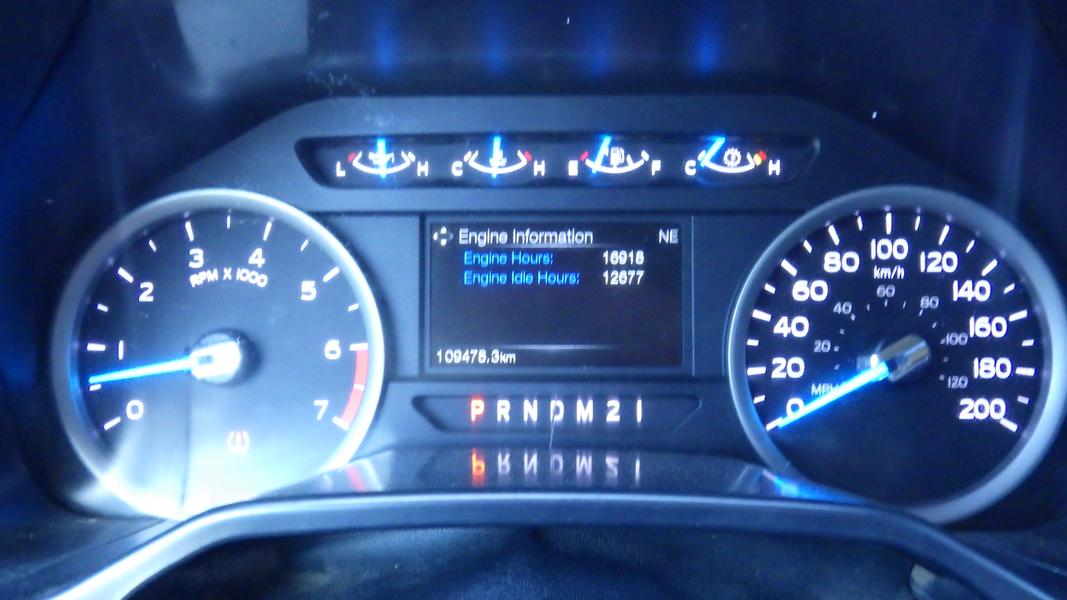 L H C H E F C H
Engine Information NE
Engine Hours: 16918
Engine Idle Hours: 12677
109478.3km
P R N D M 2 1
0 1 2 3 4 5 6 7
RPM X 1000
0 20 40 60 80 100 120 140 160 180 200
km/h
20 40 60 80 100 120
MPH